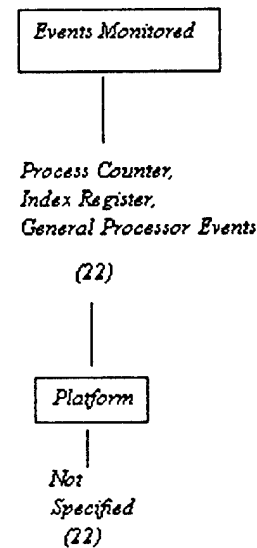 Events Monitored
Process Counter,
Index Register,
General Processor Events
(22)
Platform
Not
Specified
(22)